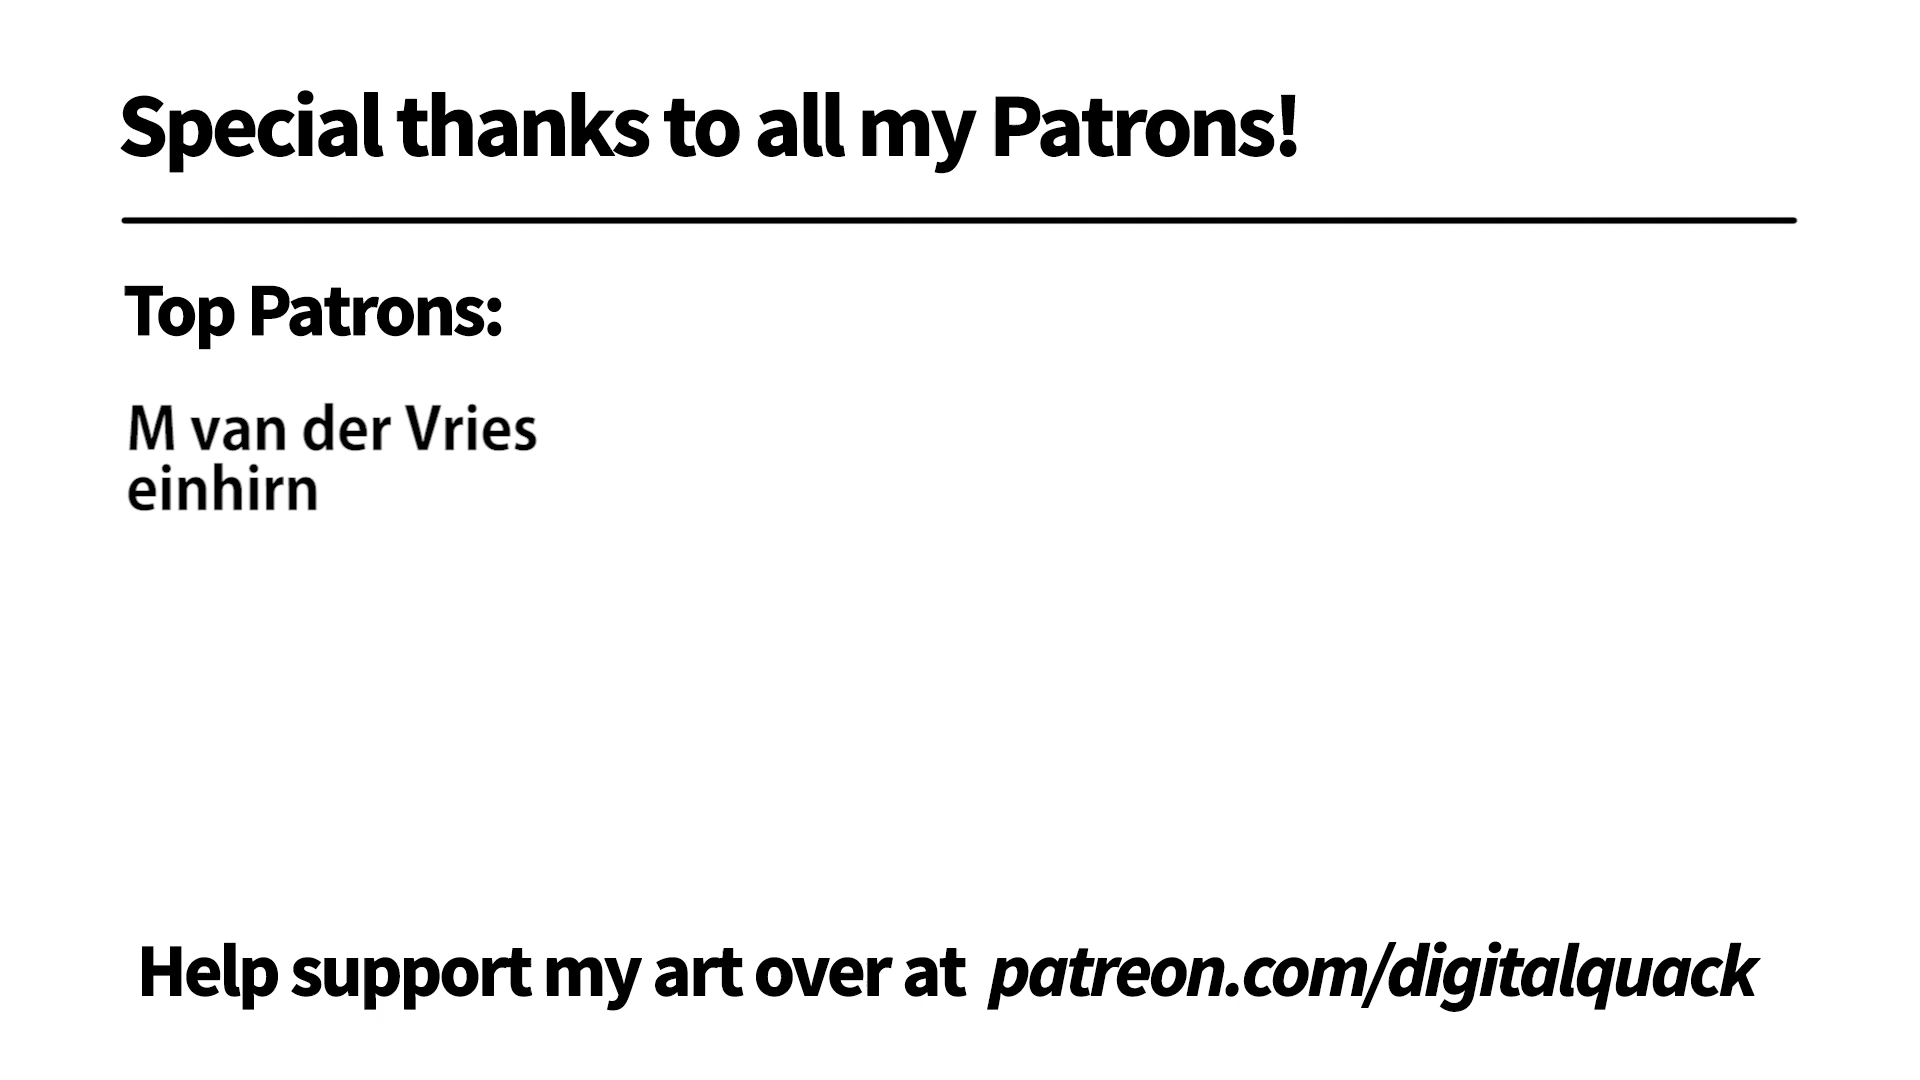 Special thanks to all my Patrons!
Top Patrons:
M van der Vries
einhirn
Help support my art over at patreon.com/digitalquack